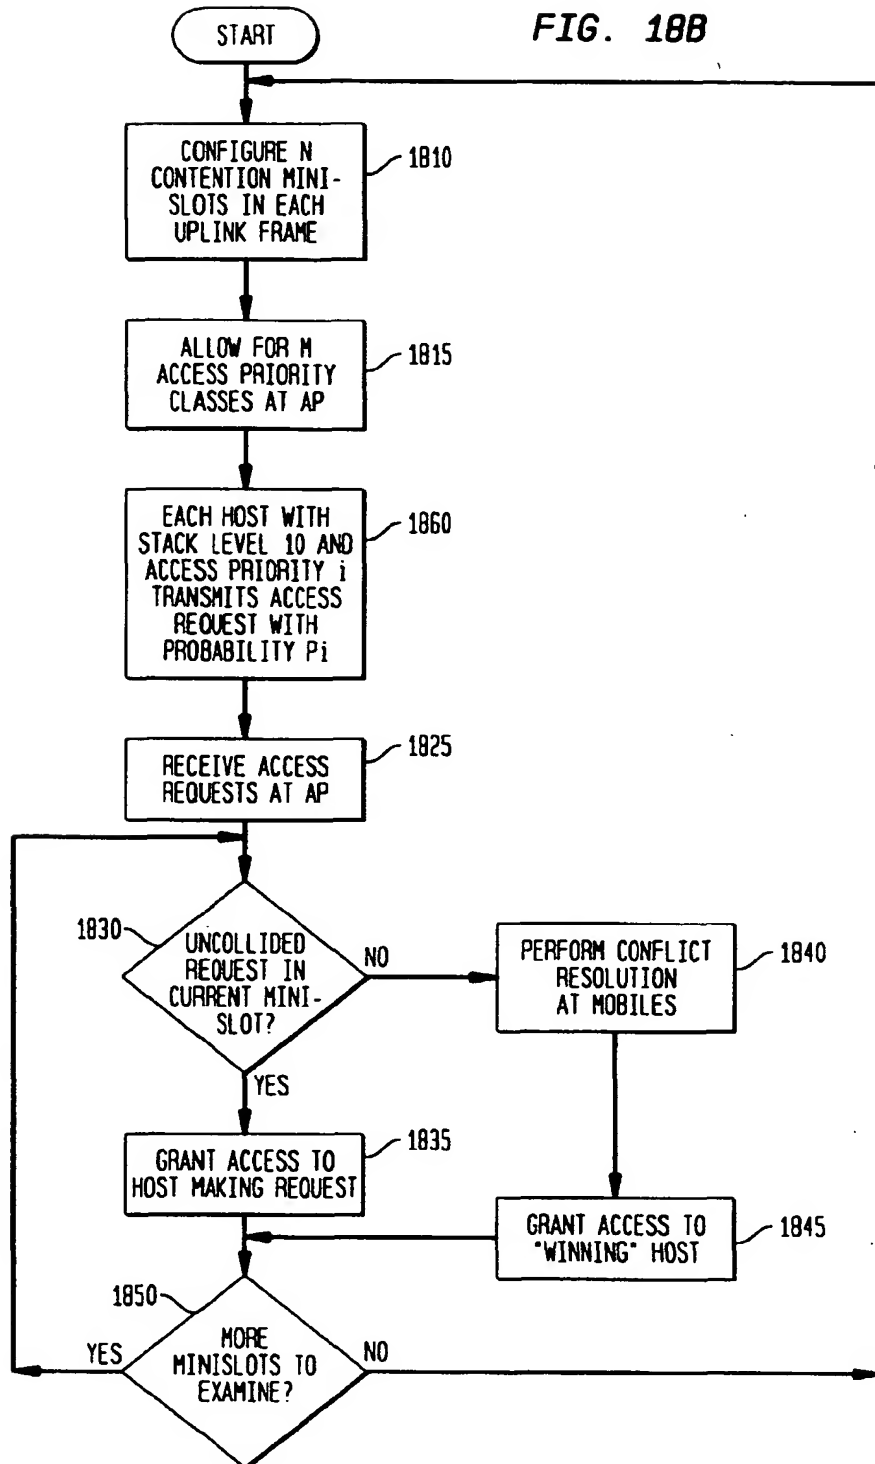 FIG. 18B
START
CONFIGURE N
CONTENTION MINI-
SLOTS IN EACH
UPLINK FRAME
1810
ALLOW FOR M
ACCESS PRIORITY
CLASSES AT AP
1815
EACH HOST WITH
STACK LEVEL 10 AND
ACCESS PRIORITY i
TRANSMITS ACCESS
REQUEST WITH
PROBABILITY Pi
1860
RECEIVE ACCESS
REQUESTS AT AP
1825
1830
UNCOLLIDED
REQUEST IN
CURRENT MINI-
SLOT?
NO
YES
PERFORM CONFLICT
RESOLUTION
AT MOBILES
1840
GRANT ACCESS TO
HOST MAKING REQUEST
1835
GRANT ACCESS TO
"WINNING" HOST
1845
1850
MORE
MINISLOTS TO
EXAMINE?
YES
NO